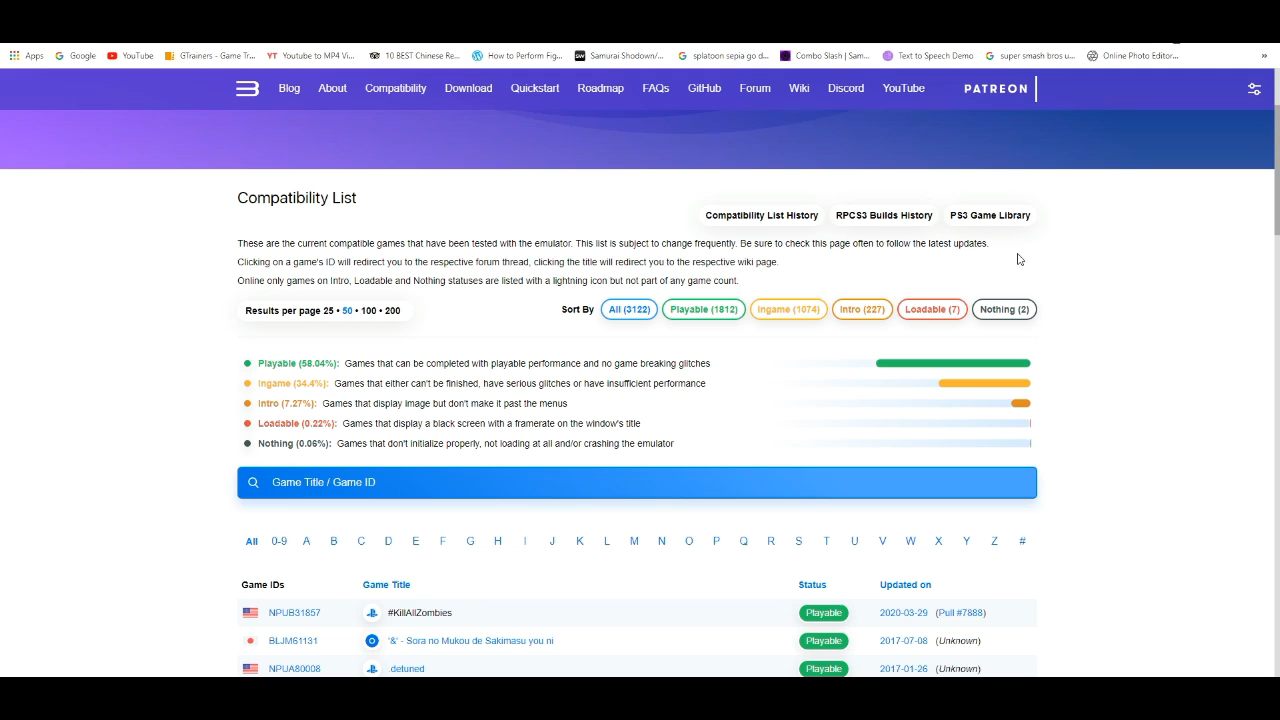 Apps Google YouTube GTrainers - Game Tr... Youtube to MP4 Vi... 10 BEST Chinese Re... How to Perform Fig... Samurai Shodown/... splatoon sepia go d... Combo Slash | Sam... Text to Speech Demo super smash bros u... Online Photo Editor... »
Blog About Compatibility Download Quickstart Roadmap FAQs GitHub Forum Wiki Discord YouTube PATREON
Compatibility List
Compatibility List History RPCS3 Builds History PS3 Game Library
These are the current compatible games that have been tested with the emulator. This list is subject to change frequently. Be sure to check this page often to follow the latest updates.
Clicking on a game's ID will redirect you to the respective forum thread, clicking the title will redirect you to the respective wiki page.
Online only games on Intro, Loadable and Nothing statuses are listed with a lightning icon but not part of any game count.
Results per page 25 • 50 • 100 • 200 Sort By All (3122) Playable (1812) Ingame (1074) Intro (227) Loadable (7) Nothing (2)
Playable (58.04%): Games that can be completed with playable performance and no game breaking glitches
Ingame (34.4%): Games that either can't be finished, have serious glitches or have insufficient performance
Intro (7.27%): Games that display image but don't make it past the menus
Loadable (0.22%): Games that display a black screen with a framerate on the window's title
Nothing (0.06%): Games that don't initialize properly, not loading at all and/or crashing the emulator
Game Title / Game ID
All 0-9 A B C D E F G H I J K L M N O P Q R S T U V W X Y Z #
Game IDs Game Title Status Updated on
NPUB31857 #KillAllZombies Playable 2020-03-29 (Pull #7888)
BLJM61131 '&' - Sora no Mukou de Sakimasu you ni Playable 2017-07-08 (Unknown)
NPUA80008 .detuned Playable 2017-01-26 (Unknown)